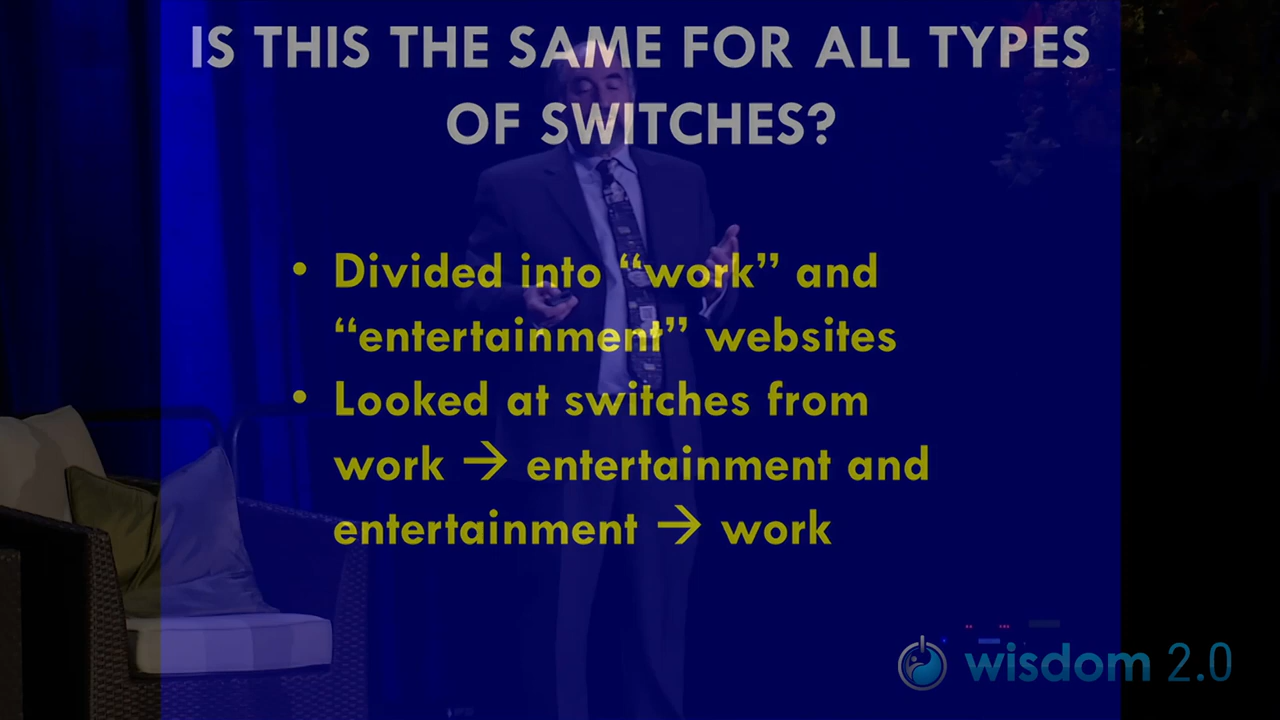 IS THIS THE SAME FOR ALL TYPES
OF SWITCHES?
• Divided into “work” and
“entertainment” websites
• Looked at switches from
work → entertainment and
entertainment → work
wisdom 2.0